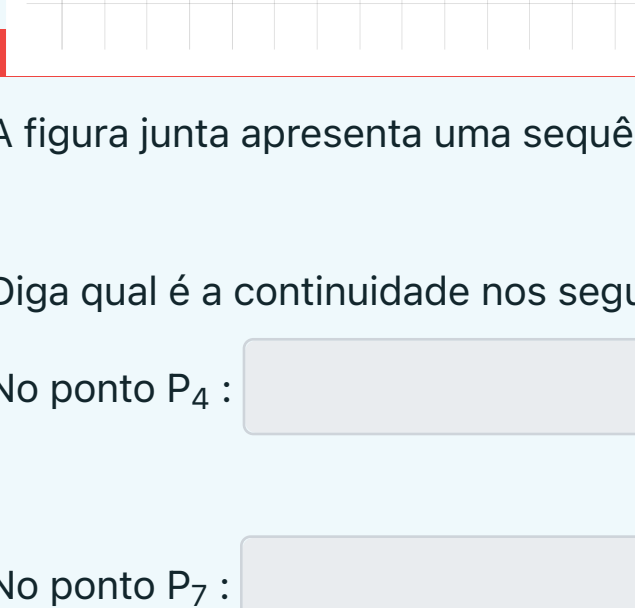 A figura junta apresenta uma sequê
Diga qual é a continuidade nos segu
No ponto P₄ :
No ponto P₇ :